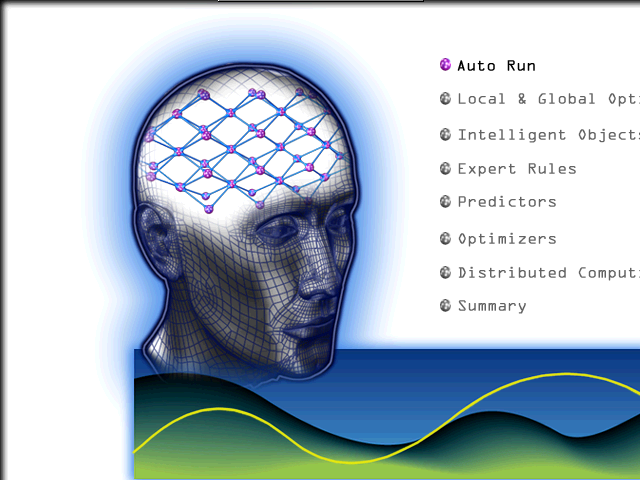 Auto Run
Local & Global Opti
Intelligent Objects
Expert Rules
Predictors
Optimizers
Distributed Computi
Summary